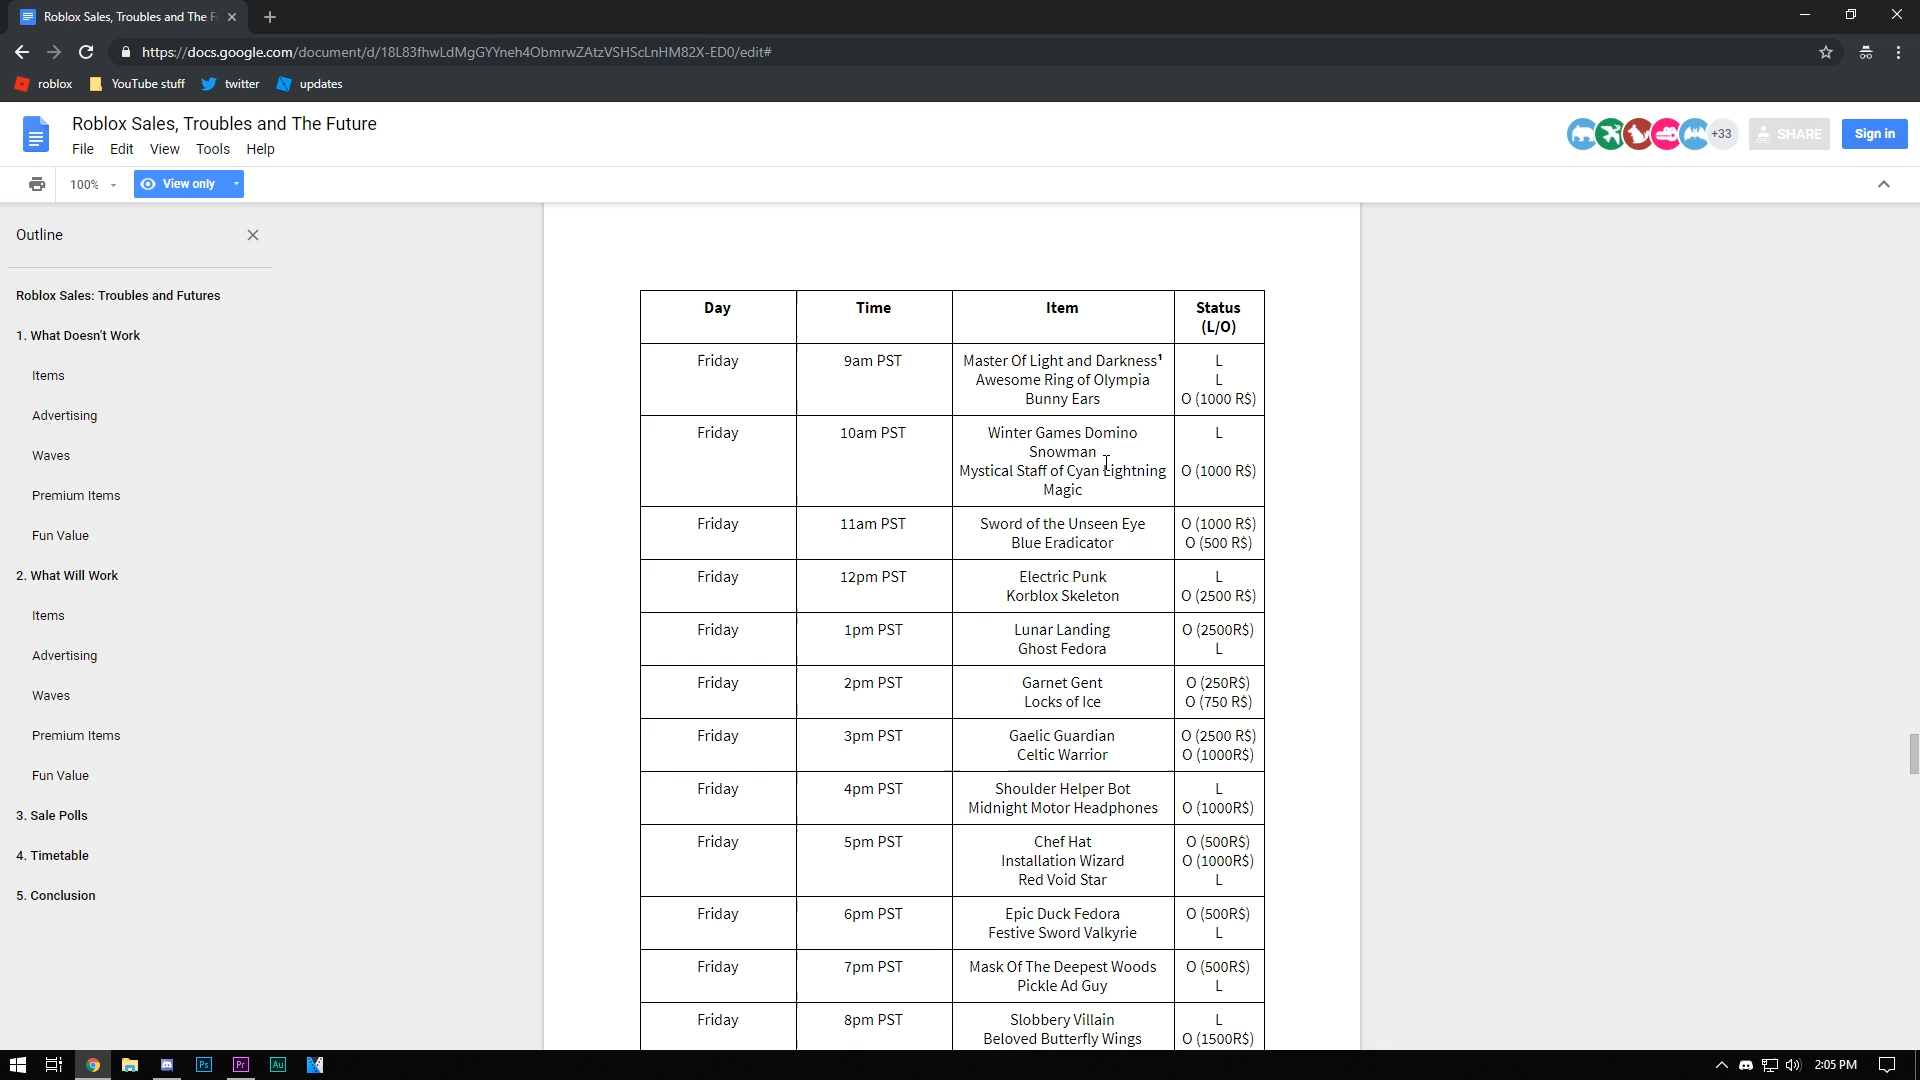 Roblox Sales, Troubles and The F
https://docs.google.com/document/d/18L83fhwLdMgGYYneh4ObmrwZAtzVSHScLnHM82X-ED0/edit#
roblox YouTube stuff twitter updates
Roblox Sales, Troubles and The Future
File Edit View Tools Help
+33 SHARE Sign in
100% View only
Outline
Roblox Sales: Troubles and Futures
1. What Doesn't Work
Items
Advertising
Waves
Premium Items
Fun Value
2. What Will Work
Items
Advertising
Waves
Premium Items
Fun Value
3. Sale Polls
4. Timetable
5. Conclusion
Day Time Item Status
(L/O)
Friday 9am PST Master Of Light and Darkness¹ L
Awesome Ring of Olympia L
Bunny Ears O (1000 R$)
Friday 10am PST Winter Games Domino L
Snowman
Mystical Staff of Cyan Lightning O (1000 R$)
Magic
Friday 11am PST Sword of the Unseen Eye O (1000 R$)
Blue Eradicator O (500 R$)
Friday 12pm PST Electric Punk L
Korblox Skeleton O (2500 R$)
Friday 1pm PST Lunar Landing O (2500R$)
Ghost Fedora L
Friday 2pm PST Garnet Gent O (250R$)
Locks of Ice O (750 R$)
Friday 3pm PST Gaelic Guardian O (2500 R$)
Celtic Warrior O (1000R$)
Friday 4pm PST Shoulder Helper Bot L
Midnight Motor Headphones O (1000R$)
Friday 5pm PST Chef Hat O (500R$)
Installation Wizard O (1000R$)
Red Void Star L
Friday 6pm PST Epic Duck Fedora O (500R$)
Festive Sword Valkyrie L
Friday 7pm PST Mask Of The Deepest Woods O (500R$)
Pickle Ad Guy L
Friday 8pm PST Slobbery Villain L
Beloved Butterfly Wings O (1500R$)
Ps Pr Au 2:05 PM